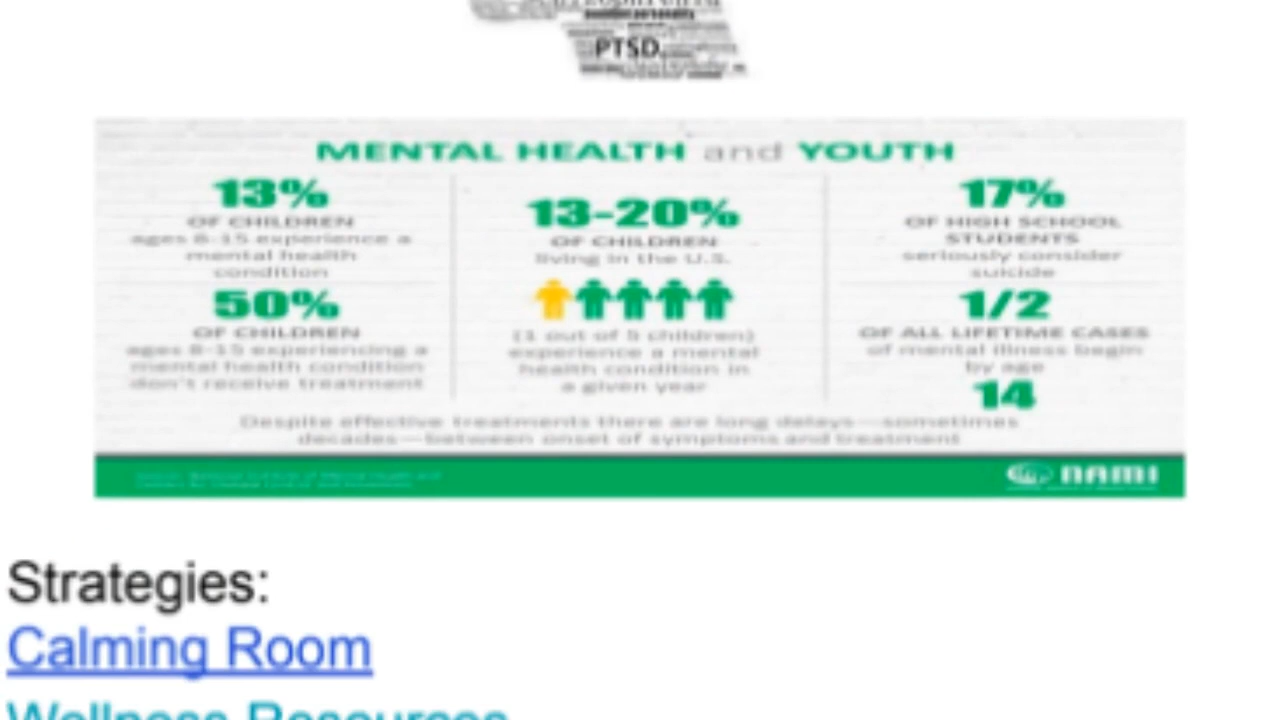 PTSD
MENTAL HEALTH and YOUTH
13%
OF CHILDREN
ages 8-15 experience a
mental health
condition
50%
OF CHILDREN
ages 8-15 experiencing a
mental health condition
don't receive treatment
13-20%
OF CHILDREN
living in the U.S.
(1 out of 5 children)
experience a mental
health condition in
a given year
17%
OF HIGH SCHOOL
STUDENTS
seriously consider
suicide
1/2
OF ALL LIFETIME CASES
of mental illness begin
by age
14
Despite effective treatments there are long delays—sometimes
decades—between onset of symptoms and treatment
NAMI
Strategies:
Calming Room
Wellness Resources